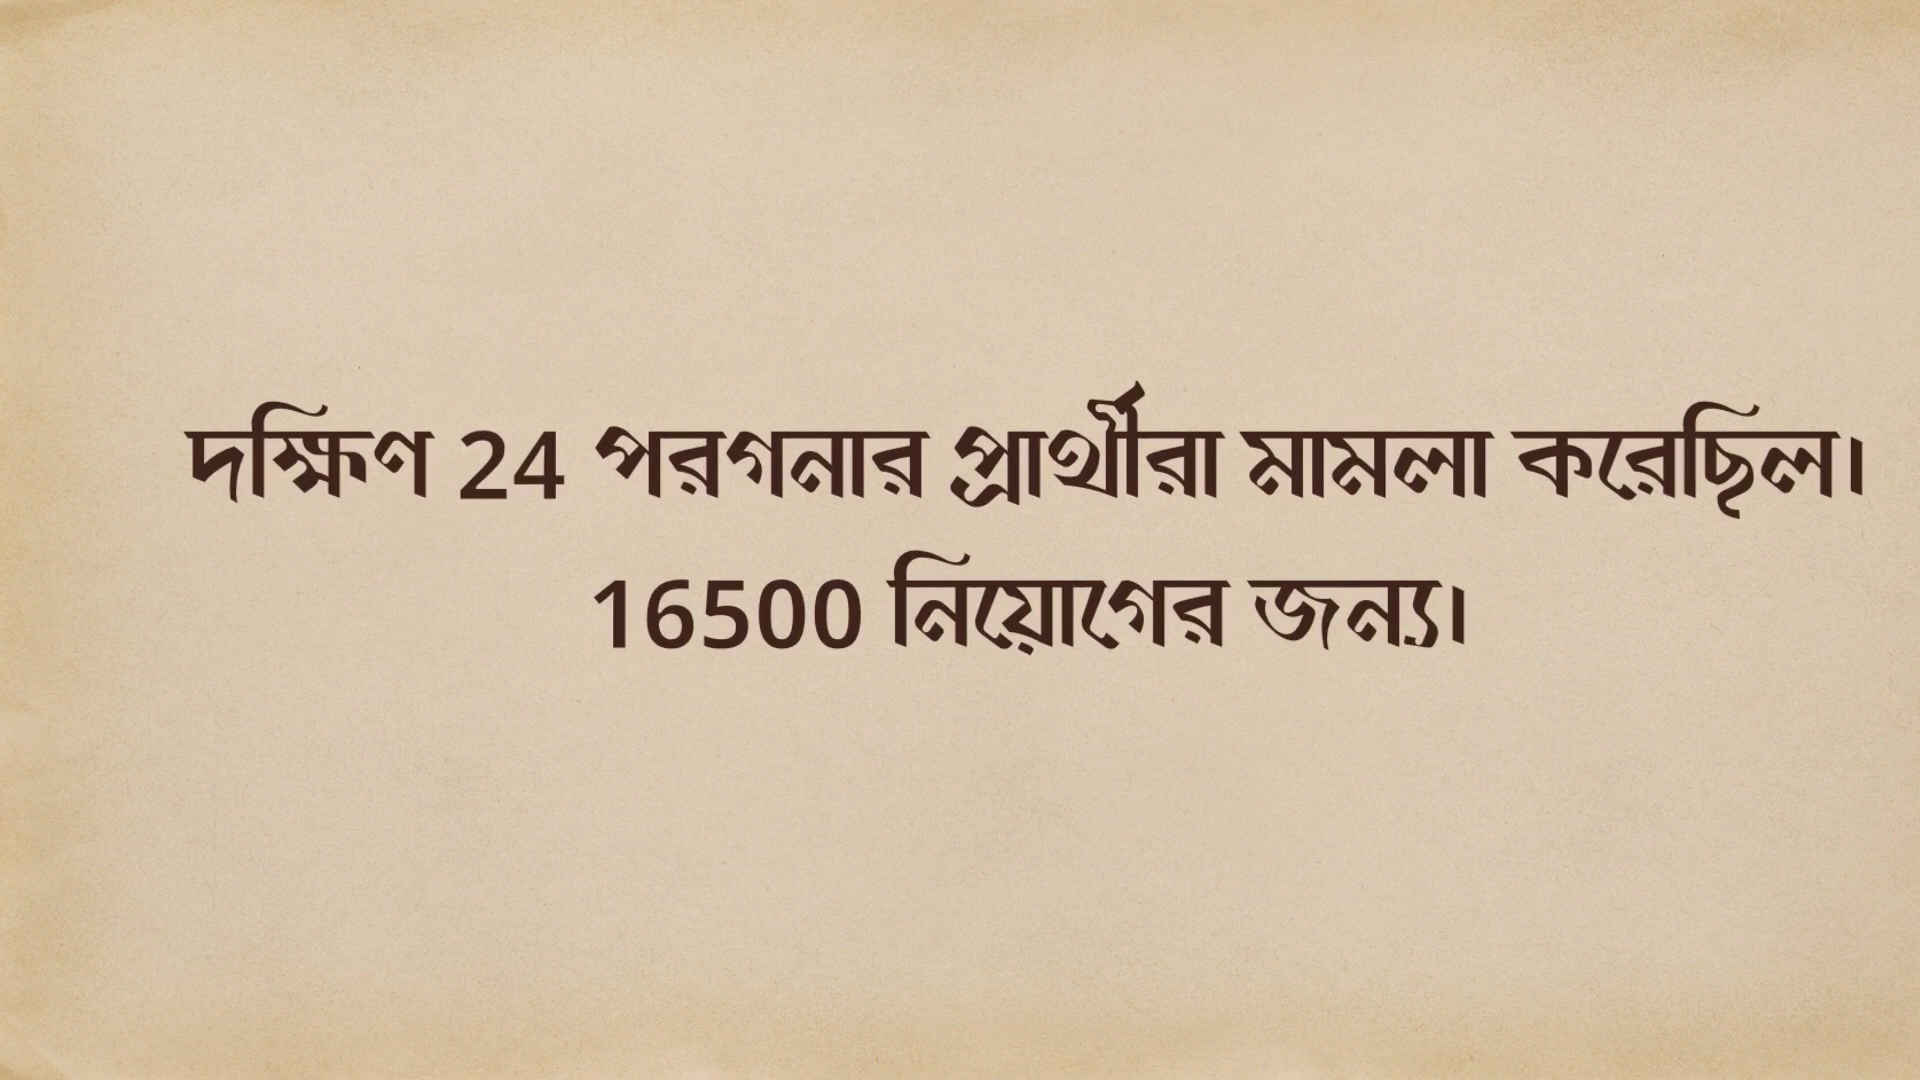 দক্ষিণ 24 পরগনার প্রার্থীরা মামলা করেছিল।
16500 নিয়োগের জন্য।